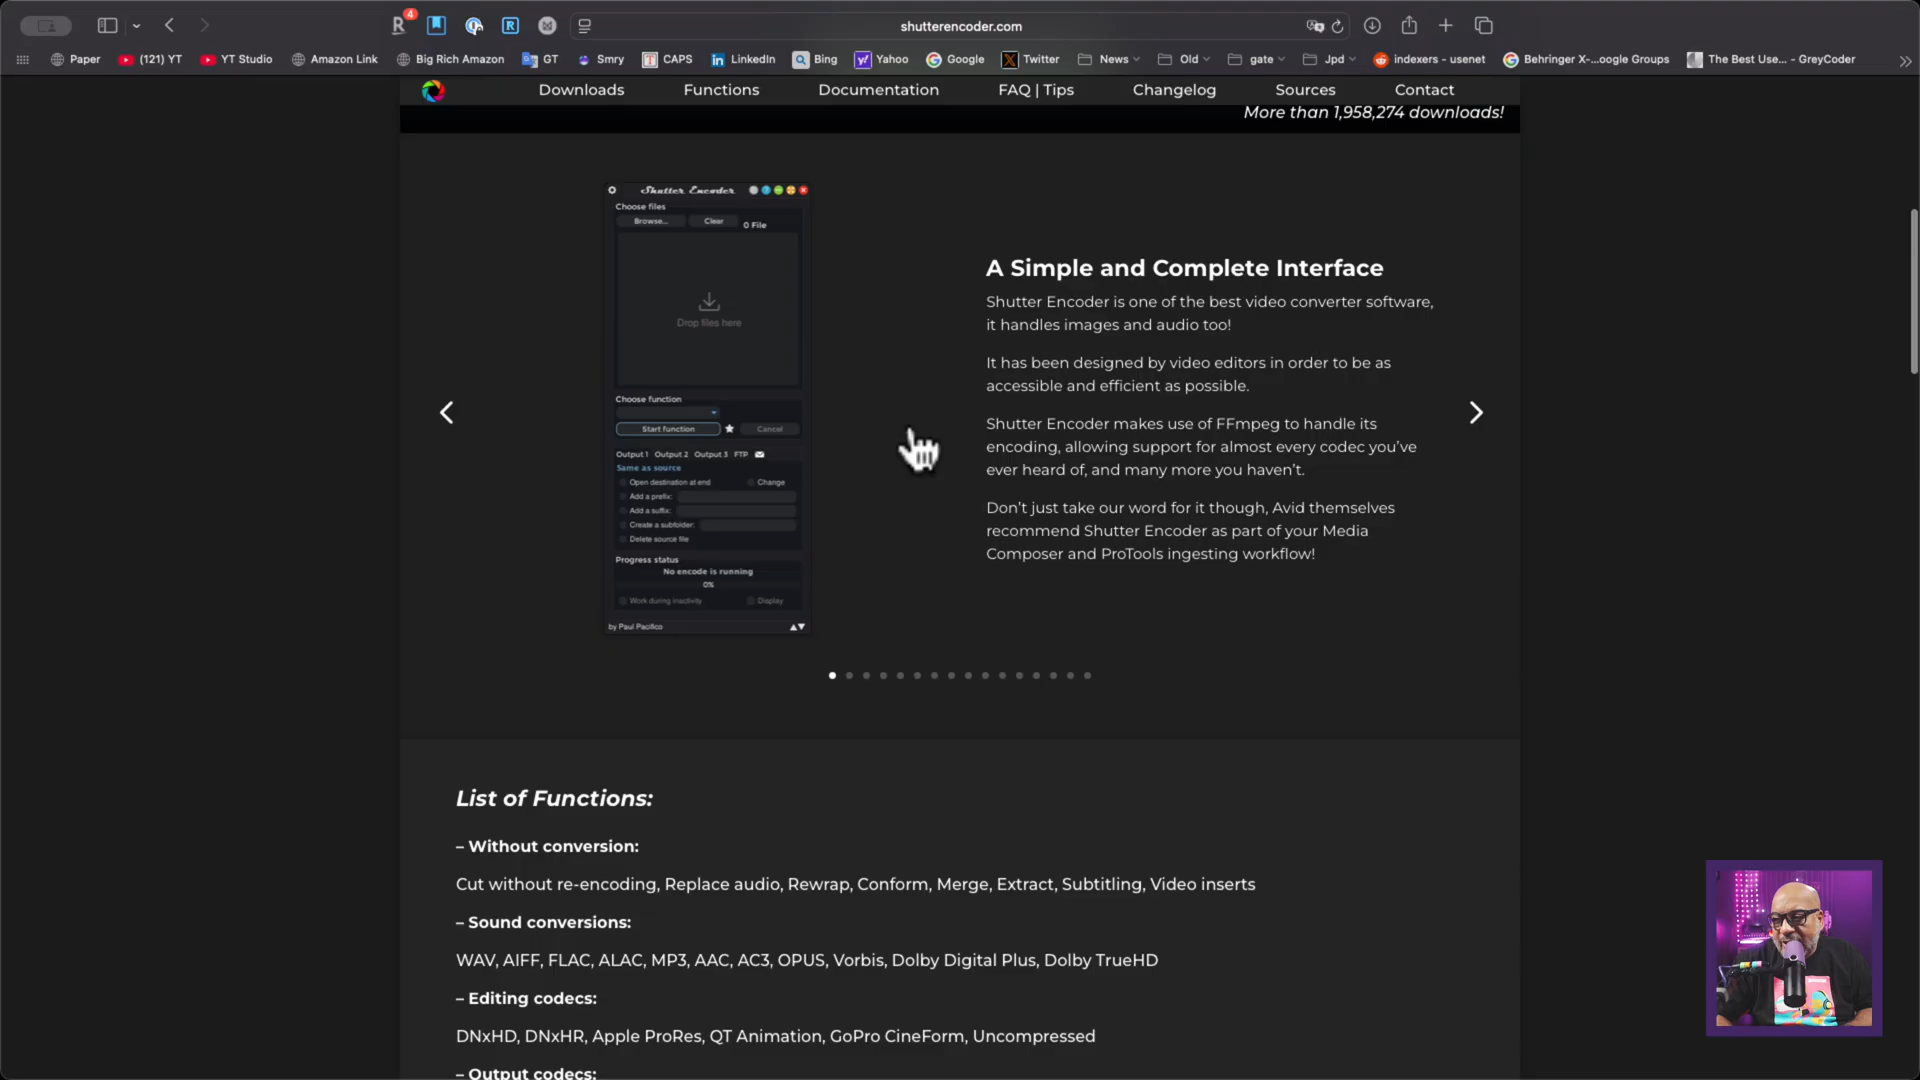 4
R
shutterencoder.com
Paper (121) YT YT Studio Amazon Link Big Rich Amazon GT Smry CAPS LinkedIn Bing Yahoo Google Twitter News Old gate Jpd indexers - usenet Behringer X-...oogle Groups The Best Use... - GreyCoder
Downloads Functions Documentation FAQ | Tips Changelog Sources Contact
More than 1,958,274 downloads!
Shutter Encoder
Choose files
Browse... Clear 0 File
Drop files here
Choose function
Start function Cancel
Output 1 Output 2 Output 3 FTP
Same as source
Open destination at end Change
Add a prefix:
Add a suffix:
Create a subfolder:
Delete source file
Progress status
No encode is running
0%
Work during inactivity Display
by Paul Pacifico
A Simple and Complete Interface
Shutter Encoder is one of the best video converter software,
it handles images and audio too!
It has been designed by video editors in order to be as
accessible and efficient as possible.
Shutter Encoder makes use of FFmpeg to handle its
encoding, allowing support for almost every codec you’ve
ever heard of, and many more you haven’t.
Don’t just take our word for it though, Avid themselves
recommend Shutter Encoder as part of your Media
Composer and ProTools ingesting workflow!
List of Functions:
– Without conversion:
Cut without re-encoding, Replace audio, Rewrap, Conform, Merge, Extract, Subtitling, Video inserts
– Sound conversions:
WAV, AIFF, FLAC, ALAC, MP3, AAC, AC3, OPUS, Vorbis, Dolby Digital Plus, Dolby TrueHD
– Editing codecs:
DNxHD, DNxHR, Apple ProRes, QT Animation, GoPro CineForm, Uncompressed
– Output codecs: